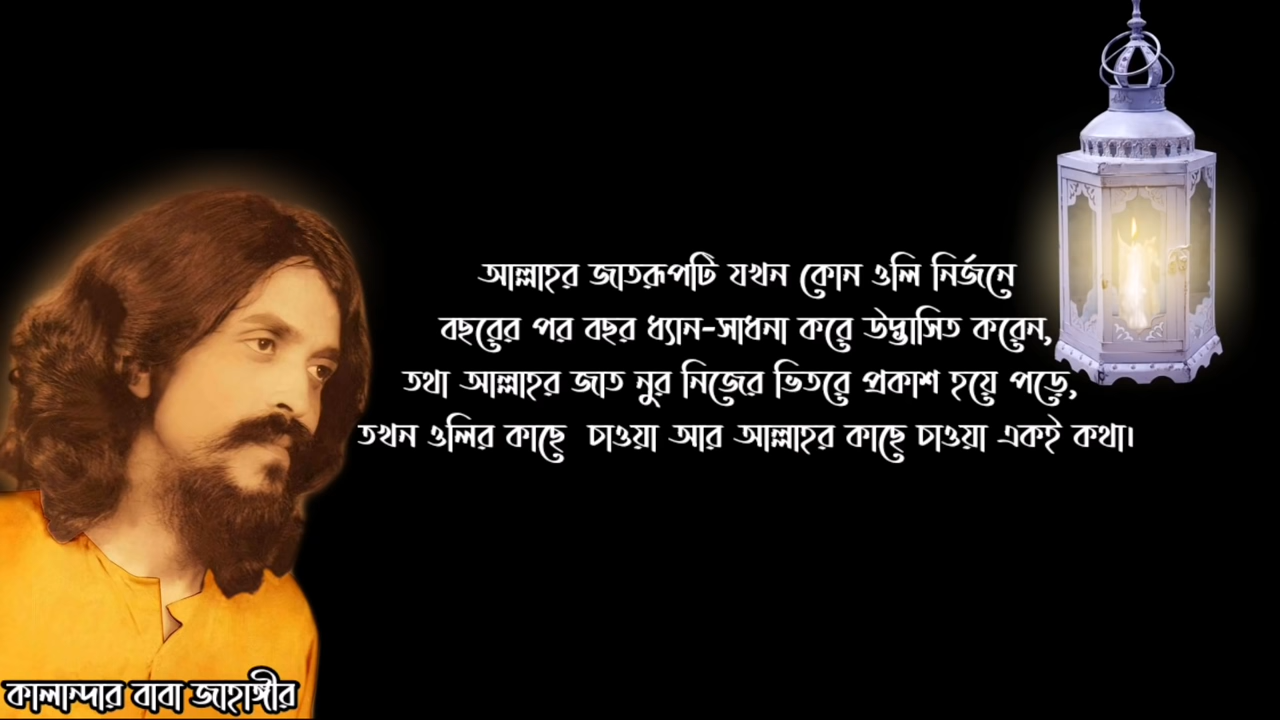 আল্লাহর জাতরূপটি যখন কোন ওলি নির্জনে
বছরের পর বছর ধ্যান-সাধনা করে উদ্ভাসিত করেন,
তথা আল্লাহর জাত নুর নিজের ভিতরে প্রকাশ হয়ে পড়ে,
তখন ওলির কাছে চাওয়া আর আল্লাহর কাছে চাওয়া একই কথা।
কালান্দার বাবা জাহাঙ্গীর